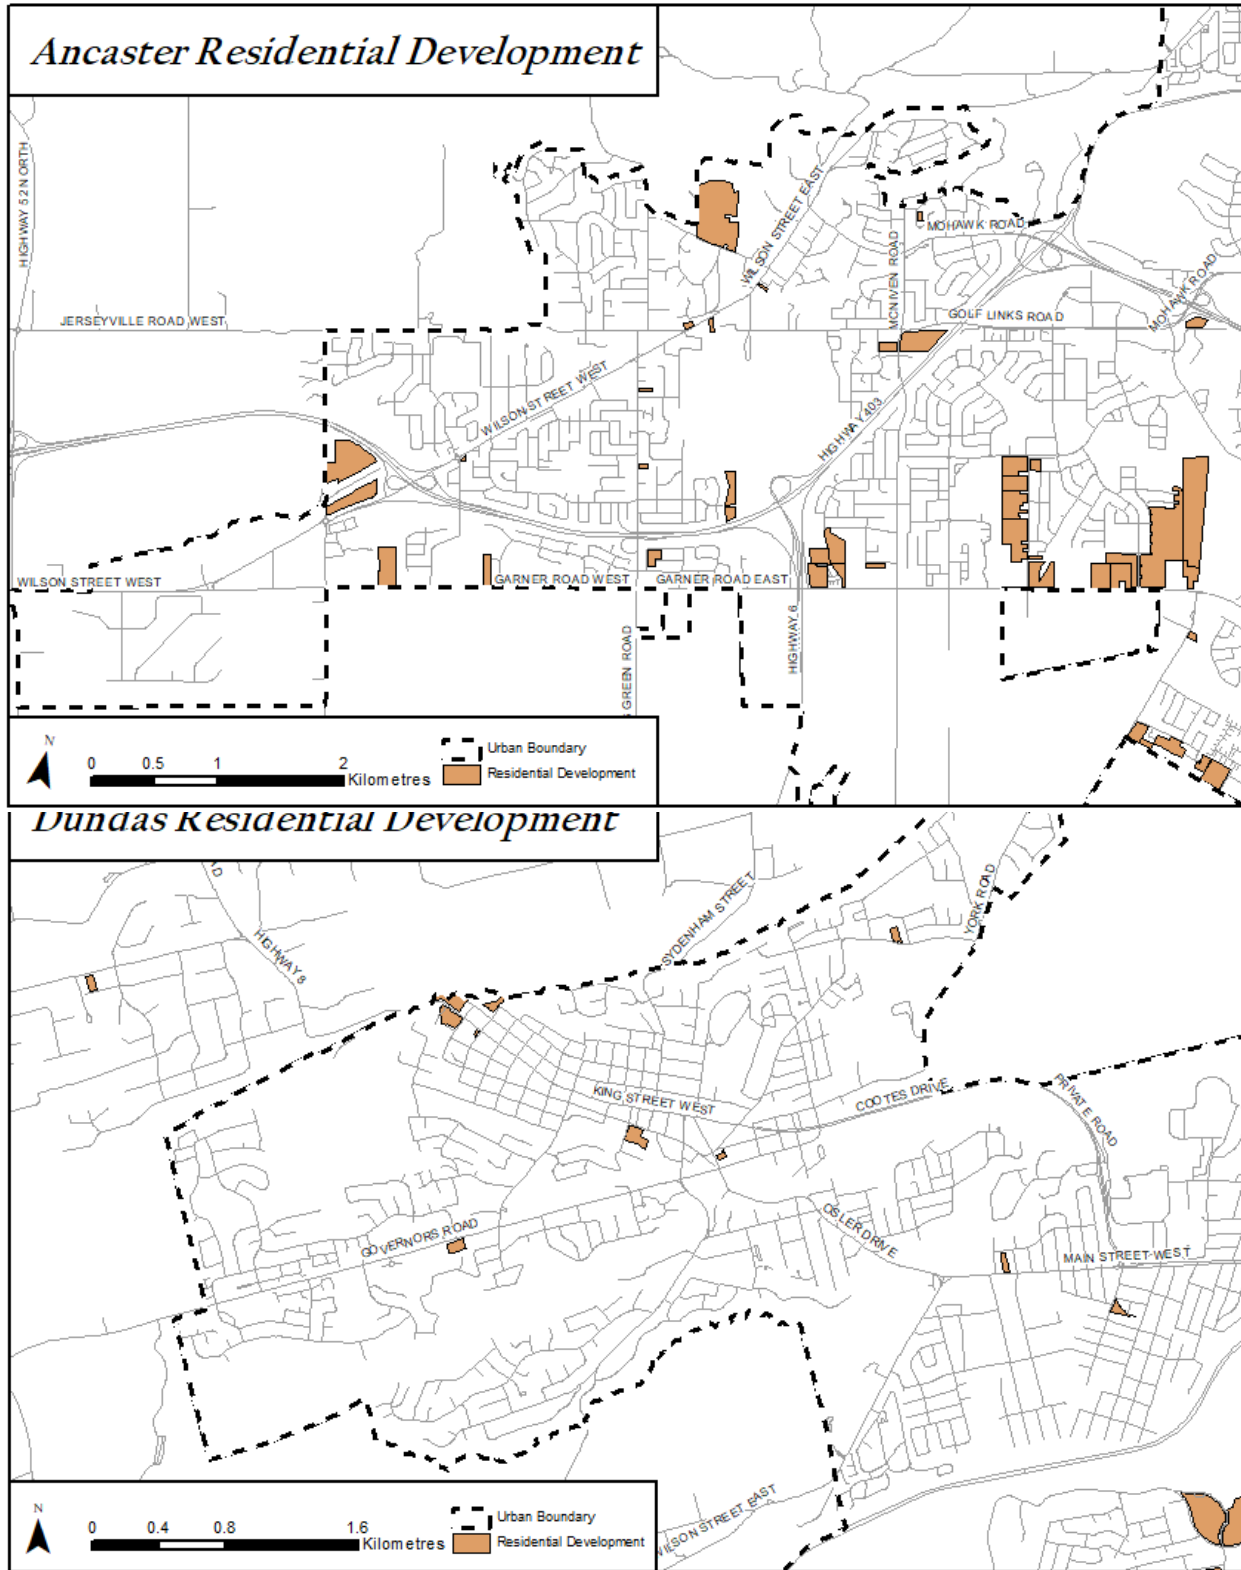 Ancaster Residential Development
HIGHWAY 52 NORTH
WILSON STREET EAST
MOHAWK ROAD
MCNIVEN ROAD
MOHAWK ROAD
JERSEYVILLE ROAD WEST
GOLF LINKS ROAD
WILSON STREET WEST
HIGHWAY 403
WILSON STREET WEST
GARNER ROAD WEST
GARNER ROAD EAST
HIGHWAY 6
GREEN ROAD
N
0 0.5 1 2
Kilometres
Urban Boundary
Residential Development
Dundas Residential Development
HIGHWAY 8
SYDENHAM STREET
YORK ROAD
KING STREET WEST
COOTES DRIVE
PRIVATE ROAD
GOVERNORS ROAD
OSLER DRIVE
MAIN STREET WEST
WILSON STREET EAST
N
0 0.4 0.8 1.6
Kilometres
Urban Boundary
Residential Development